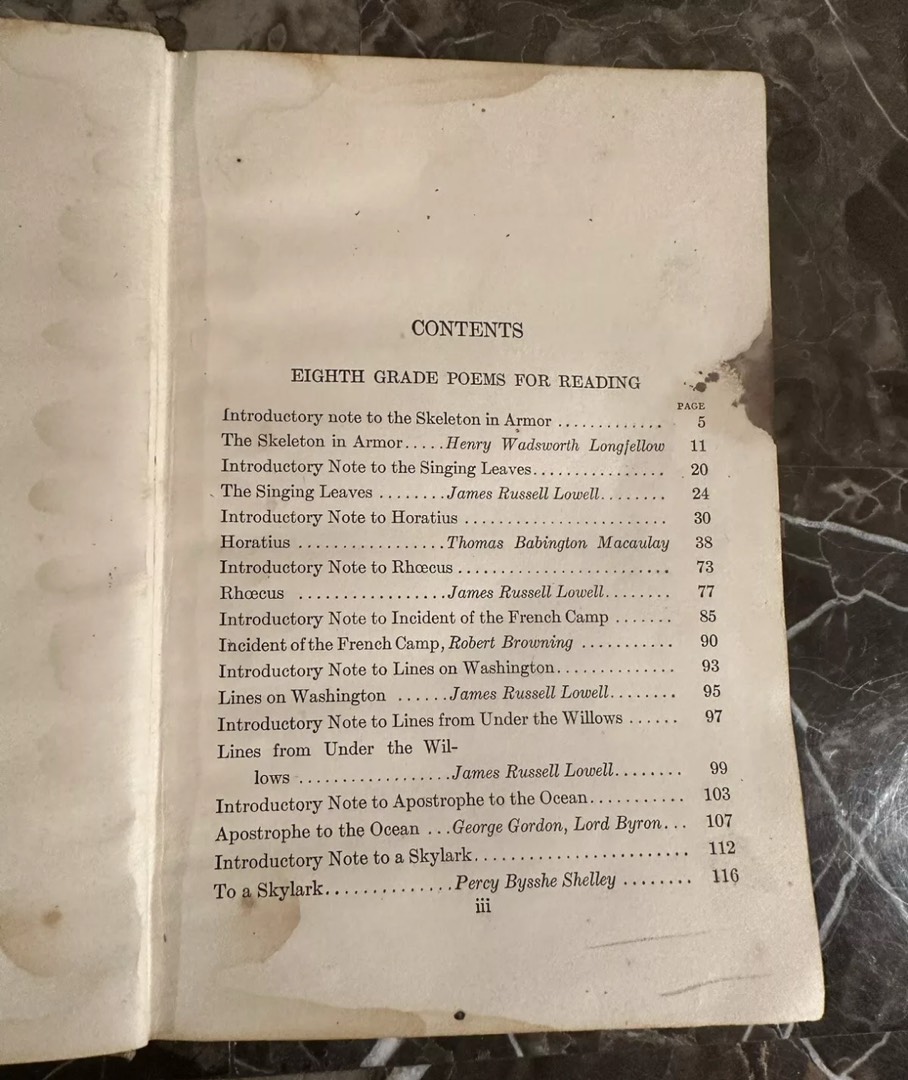 CONTENTS
EIGHTH GRADE POEMS FOR READING
PAGE
Introductory note to the Skeleton in Armor ............. 5
The Skeleton in Armor.....Henry Wadsworth Longfellow 11
Introductory Note to the Singing Leaves................ 20
The Singing Leaves ........James Russell Lowell........ 24
Introductory Note to Horatius ........................ 30
Horatius .................Thomas Babington Macaulay 38
Introductory Note to Rhœcus ......................... 73
Rhœcus .................James Russell Lowell........ 77
Introductory Note to Incident of the French Camp ....... 85
Incident of the French Camp, Robert Browning ........... 90
Introductory Note to Lines on Washington.............. 93
Lines on Washington ......James Russell Lowell........ 95
Introductory Note to Lines from Under the Willows ...... 97
Lines from Under the Wil-
lows ..................James Russell Lowell........ 99
Introductory Note to Apostrophe to the Ocean........... 103
Apostrophe to the Ocean ...George Gordon, Lord Byron... 107
Introductory Note to a Skylark......................... 112
To a Skylark..............Percy Bysshe Shelley ........ 116
iii